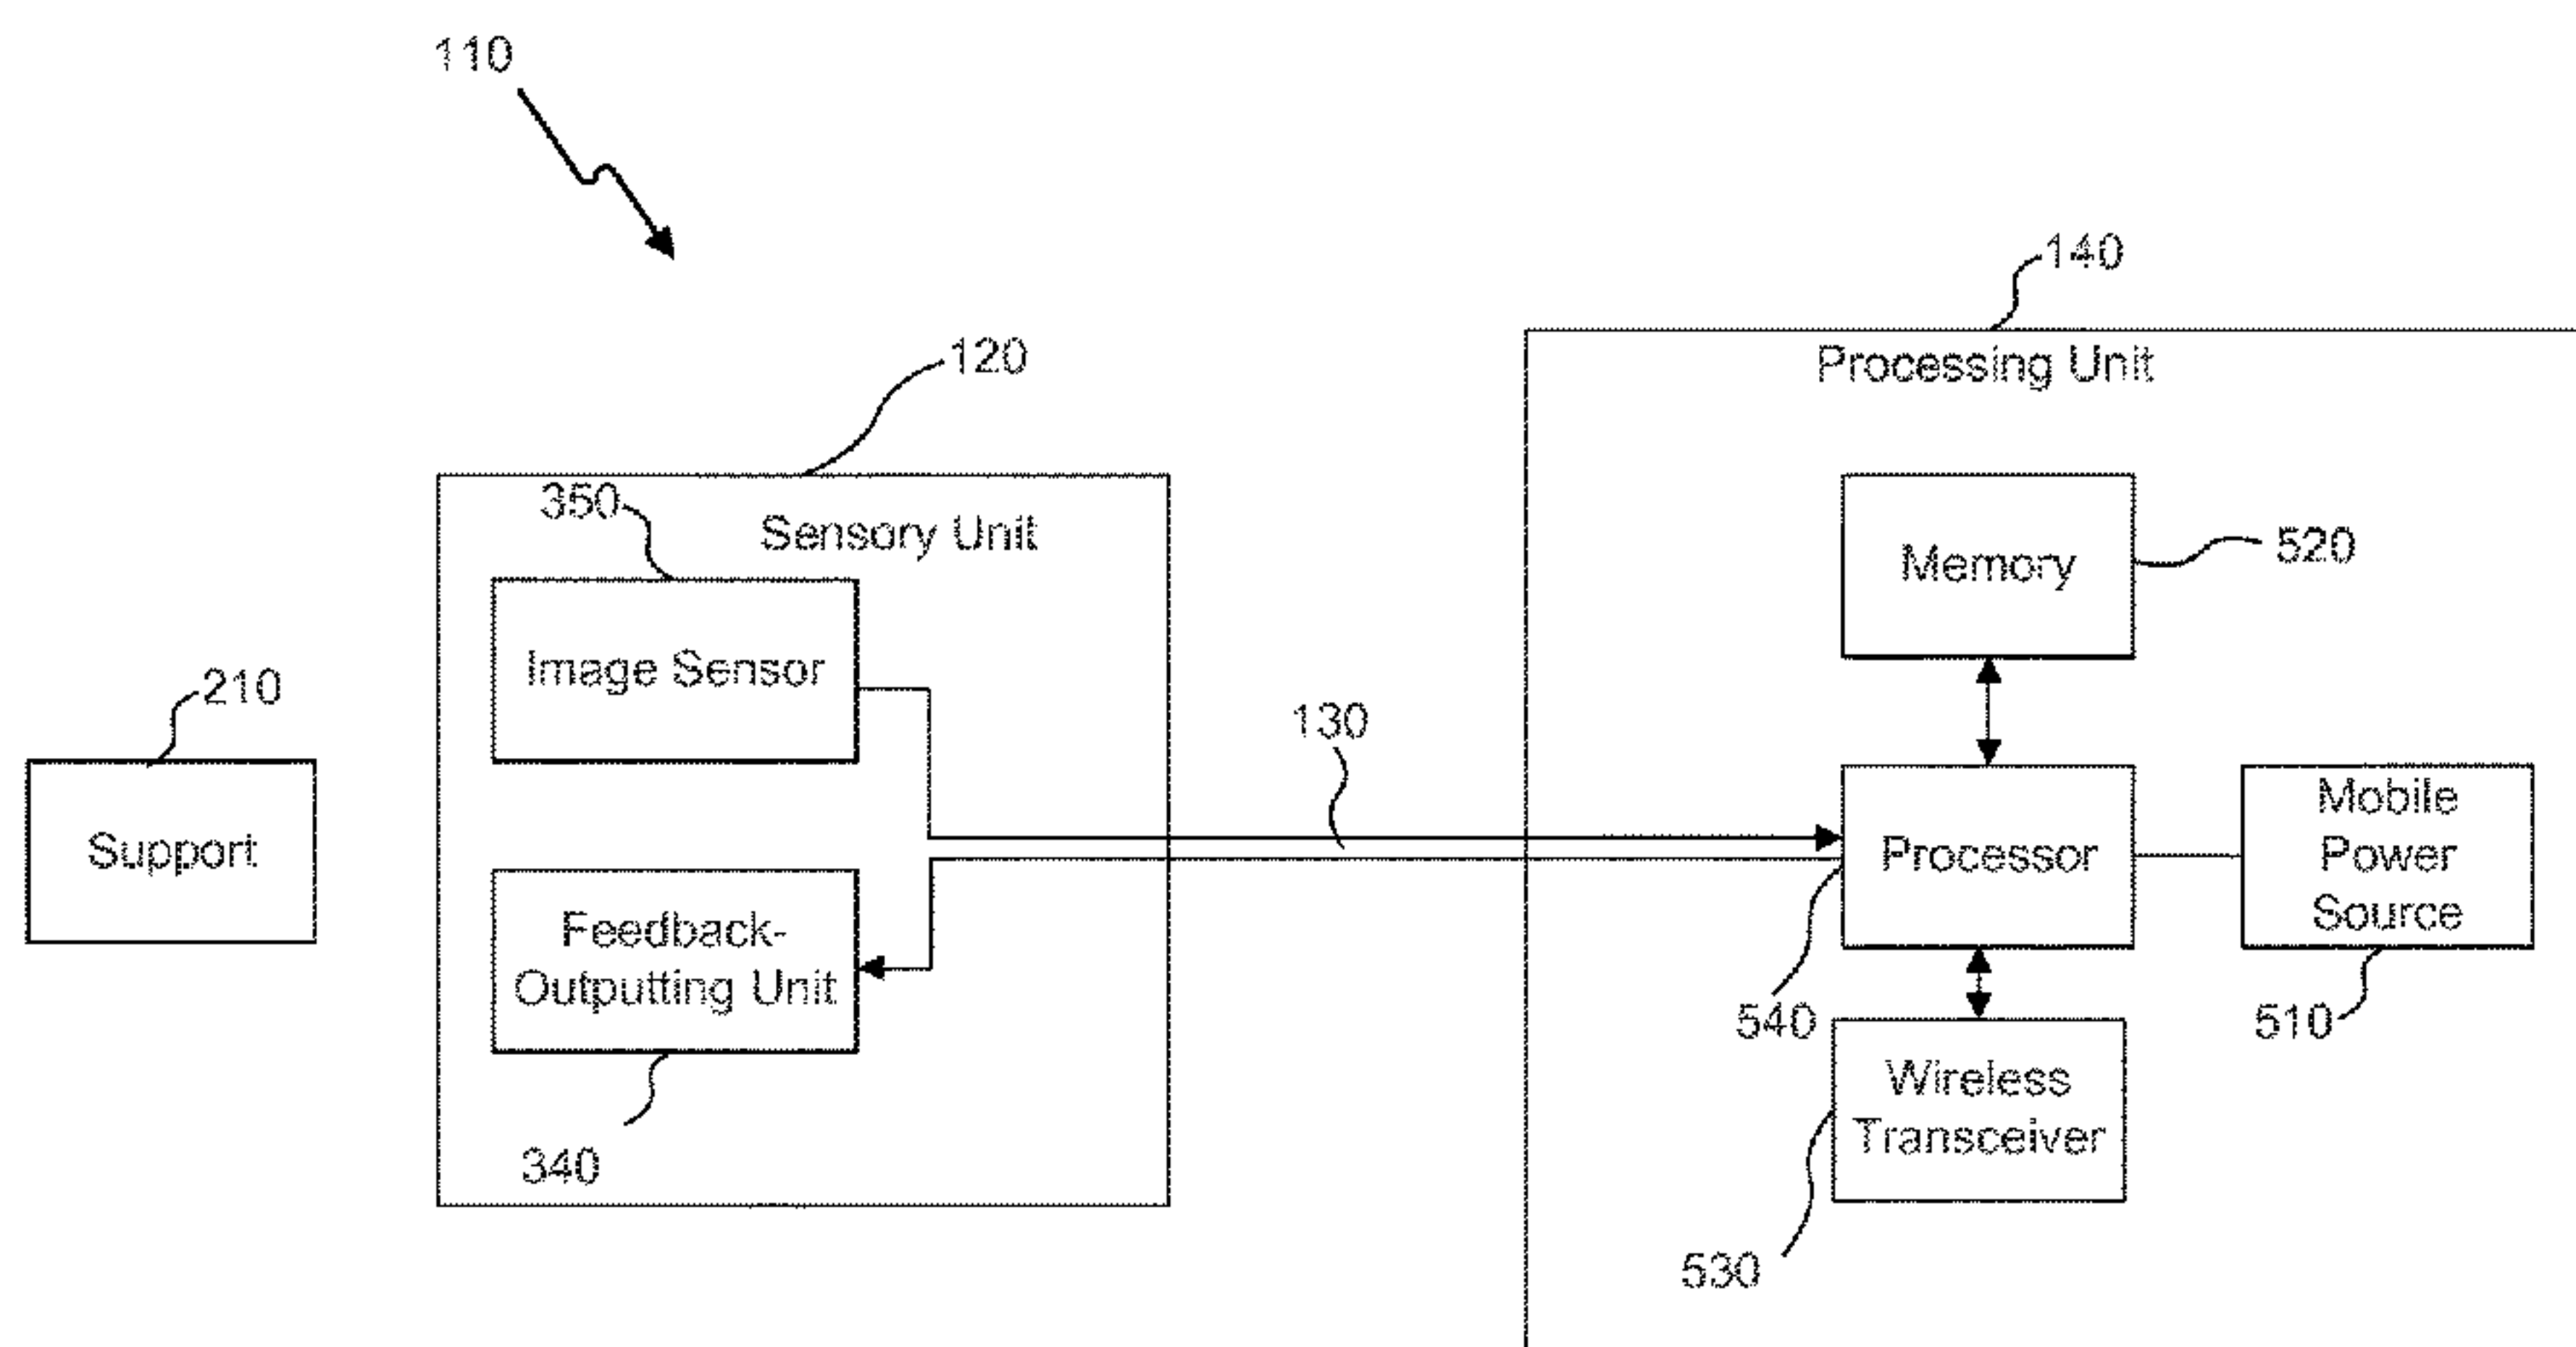 110
140
Processing Unit
120
350
Sensory Unit
520
Memory
Image Sensor
210
130
Support
Mobile
Power
Source
Processor
Feedback-
Outputting Unit
540
510
Wireless
Transceiver
340
530